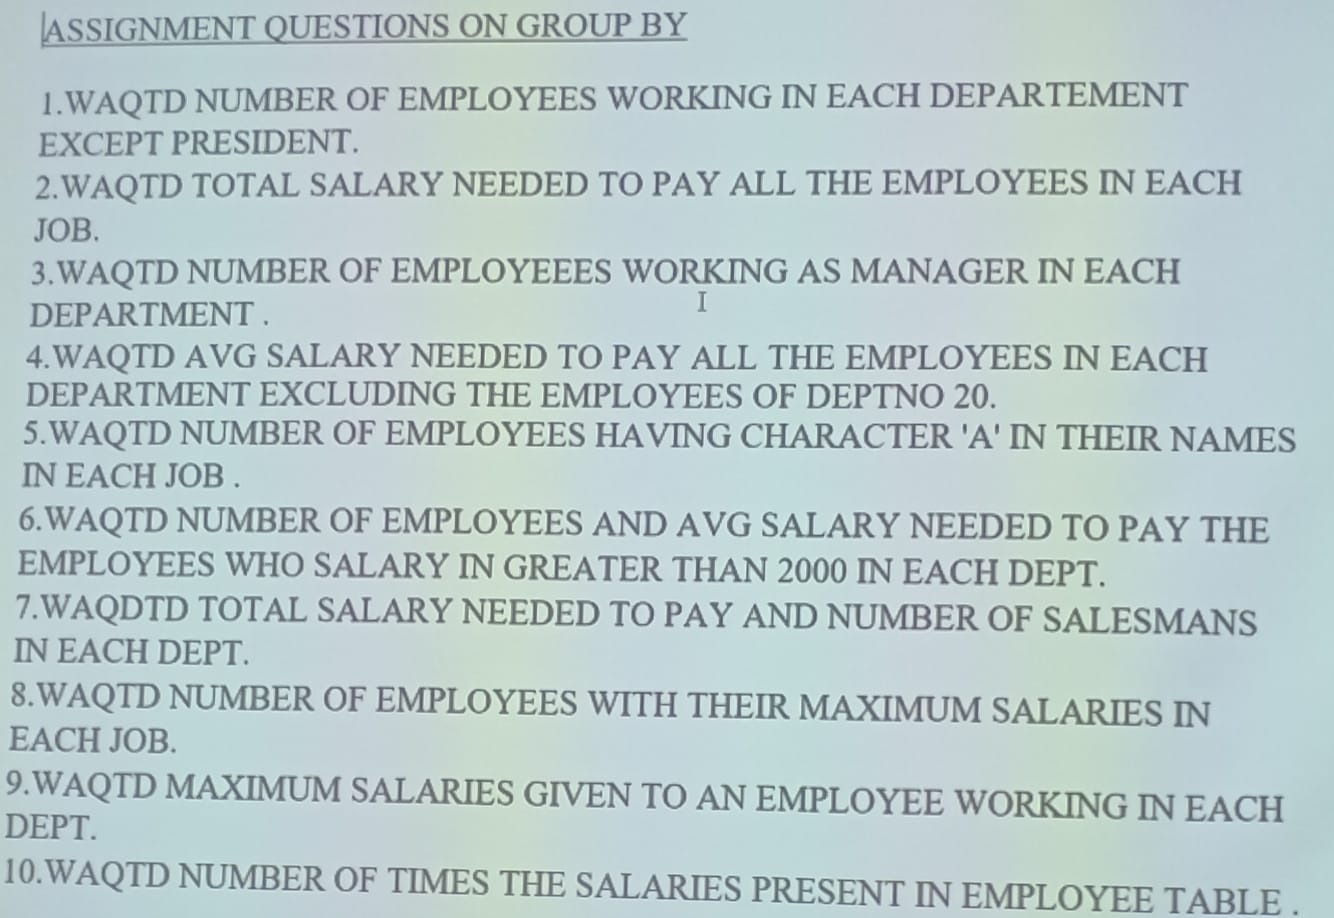 ASSIGNMENT QUESTIONS ON GROUP BY
1.WAQTD NUMBER OF EMPLOYEES WORKING IN EACH DEPARTEMENT
EXCEPT PRESIDENT.
2.WAQTD TOTAL SALARY NEEDED TO PAY ALL THE EMPLOYEES IN EACH
JOB.
3.WAQTD NUMBER OF EMPLOYEEES WORKING AS MANAGER IN EACH
DEPARTMENT .
4.WAQTD AVG SALARY NEEDED TO PAY ALL THE EMPLOYEES IN EACH
DEPARTMENT EXCLUDING THE EMPLOYEES OF DEPTNO 20.
5.WAQTD NUMBER OF EMPLOYEES HAVING CHARACTER 'A' IN THEIR NAMES
IN EACH JOB .
6.WAQTD NUMBER OF EMPLOYEES AND AVG SALARY NEEDED TO PAY THE
EMPLOYEES WHO SALARY IN GREATER THAN 2000 IN EACH DEPT.
7.WAQDTD TOTAL SALARY NEEDED TO PAY AND NUMBER OF SALESMANS
IN EACH DEPT.
8.WAQTD NUMBER OF EMPLOYEES WITH THEIR MAXIMUM SALARIES IN
EACH JOB.
9.WAQTD MAXIMUM SALARIES GIVEN TO AN EMPLOYEE WORKING IN EACH
DEPT.
10.WAQTD NUMBER OF TIMES THE SALARIES PRESENT IN EMPLOYEE TABLE .